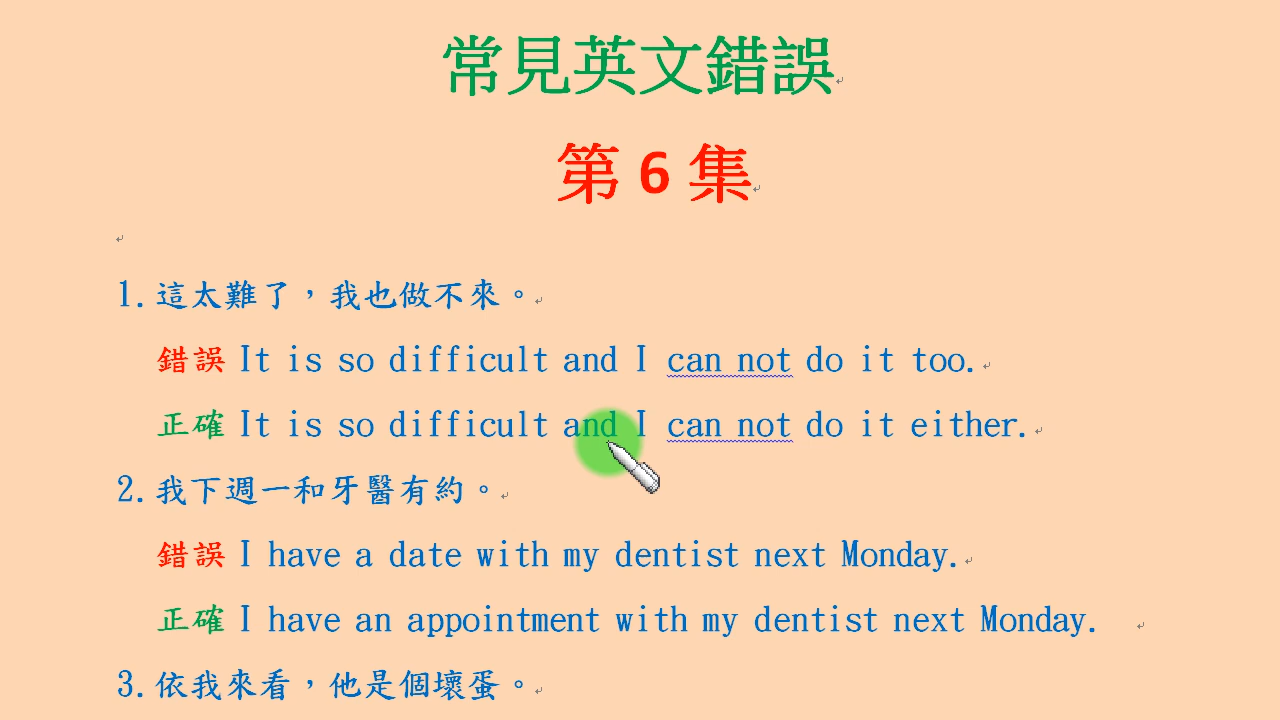 常見英文錯誤
第 6 集
1.這太難了，我也做不來。
錯誤 It is so difficult and I can not do it too.
正確 It is so difficult and I can not do it either.
2.我下週一和牙醫有約。
錯誤 I have a date with my dentist next Monday.
正確 I have an appointment with my dentist next Monday.
3.依我來看，他是個壞蛋。